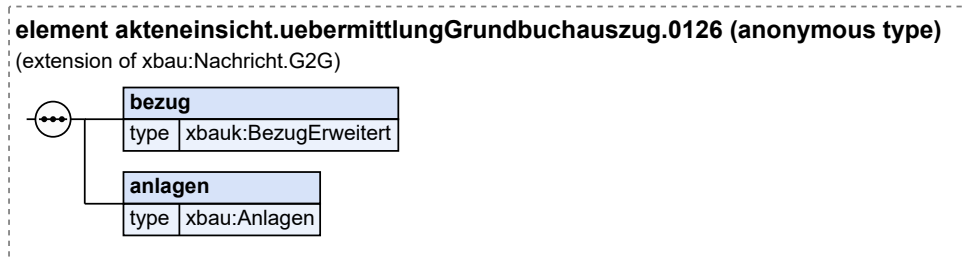 element akteneinsicht.uebermittlungGrundbuchauszug.0126 (anonymous type)
(extension of xbau:Nachricht.G2G)
bezug
type xbauk:BezugErweitert
anlagen
type xbau:Anlagen